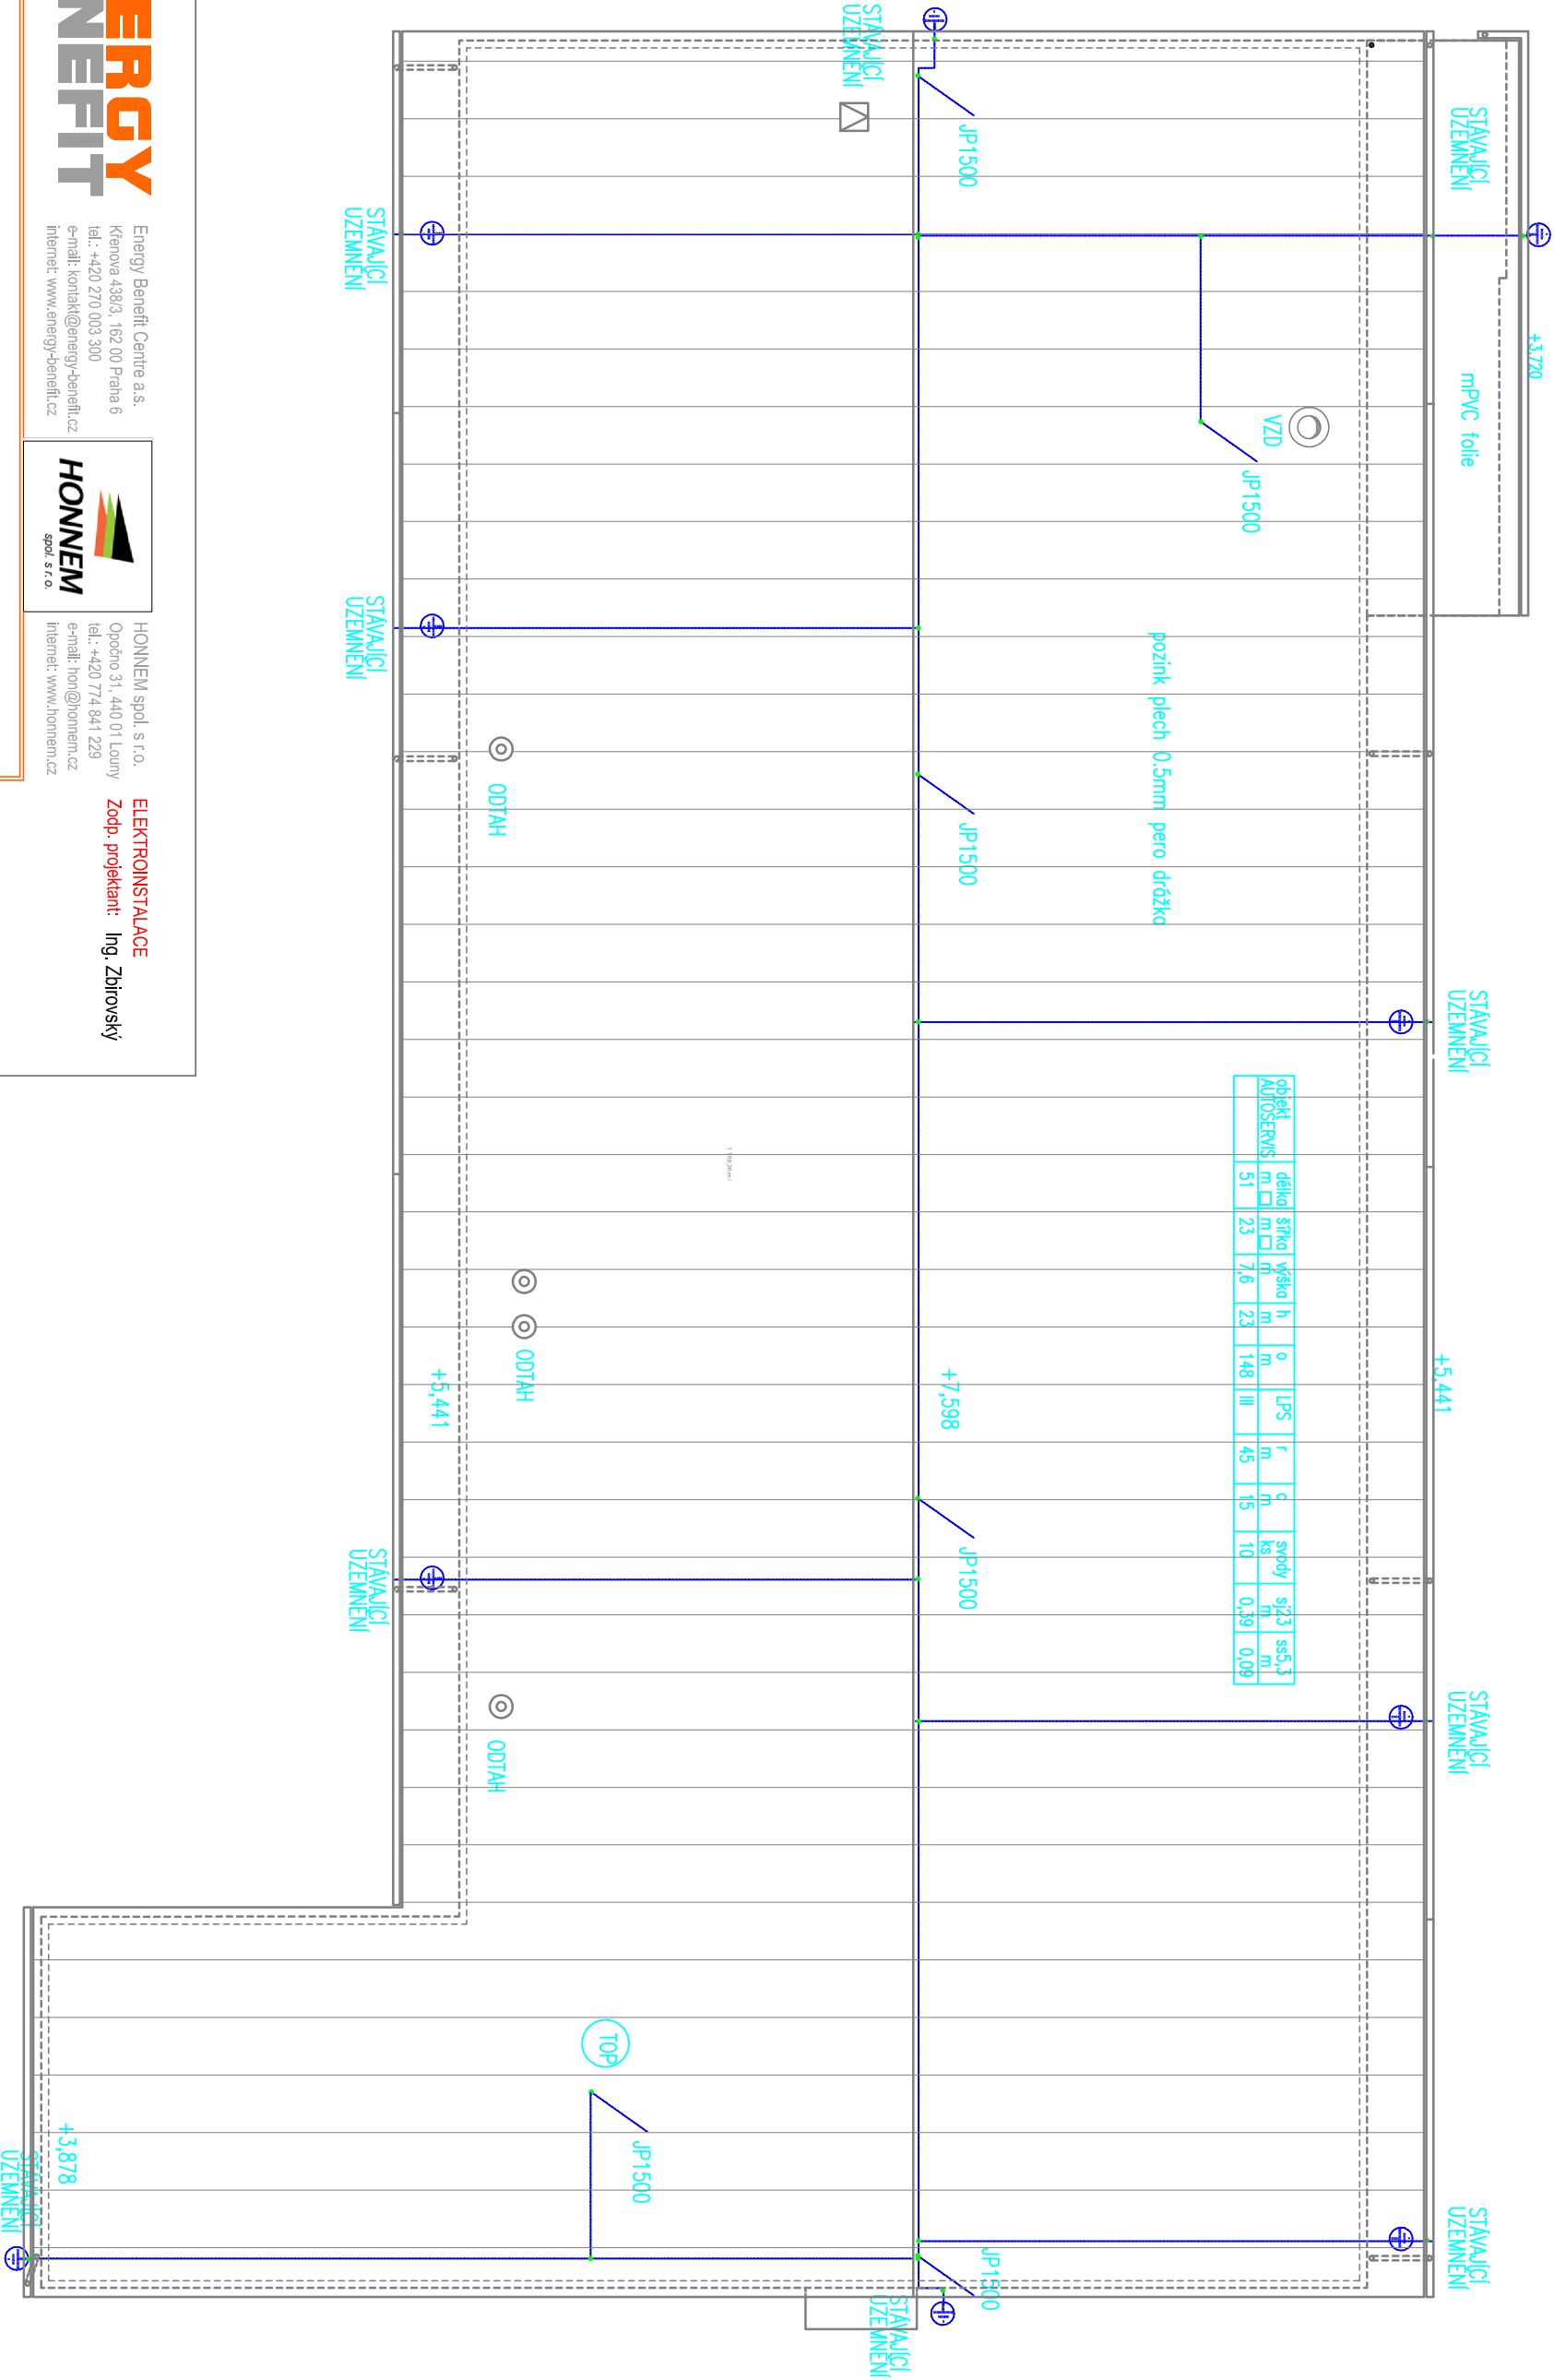 STÁVAJÍCÍ
UZEMNĚNÍ
STÁVAJÍCÍ
UZEMNĚNÍ
+3,720
mPVC folie
JP1500
VZD
JP1500
STÁVAJÍCÍ
UZEMNĚNÍ
STÁVAJÍCÍ
UZEMNĚNÍ
pozink plech 0.5mm pero drážka
ODTAH
JP1500
STÁVAJÍCÍ
UZEMNĚNÍ
objekt délka šířka výška h o LPS r c svody sj23 ss5,3
AUTOSERVIS m m m m m m m ks m m
51 23 7,6 23 148 III 45 15 10 0,39 0,09
+5,441
+7,598
+5,441
ODTAH
JP1500
STÁVAJÍCÍ
UZEMNĚNÍ
STÁVAJÍCÍ
UZEMNĚNÍ
ODTAH
TOP
JP1500
+3,878
STÁVAJÍCÍ
UZEMNĚNÍ
STÁVAJÍCÍ
UZEMNĚNÍ
JP1500
STÁVAJÍCÍ
UZEMNĚNÍ
ERGY
NEFIT
Energy Benefit Centre a.s.
Křenova 438/3, 162 00 Praha 6
tel.: +420 270 003 300
e-mail: kontakt@energy-benefit.cz
internet: www.energy-benefit.cz
HONNEM
spol. s r.o.
HONNEM spol. s r.o.
Opočno 31, 440 01 Louny
tel.: +420 774 841 229
e-mail: hon@honnem.cz
internet: www.honnem.cz
ELEKTROINSTALACE
Zodp. projektant: Ing. Zbirovský